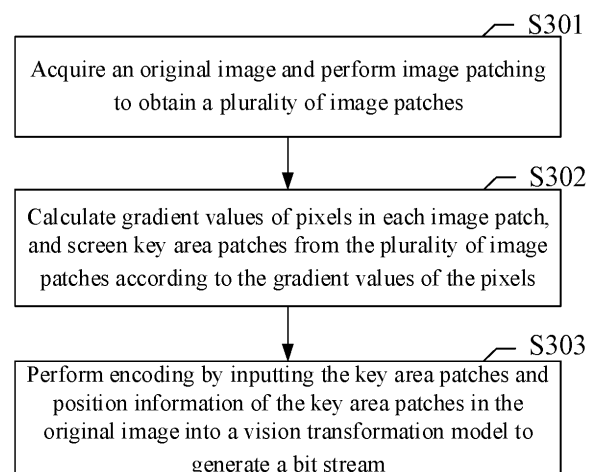 S301
Acquire an original image and perform image patching
to obtain a plurality of image patches
S302
Calculate gradient values of pixels in each image patch,
and screen key area patches from the plurality of image
patches according to the gradient values of the pixels
S303
Perform encoding by inputting the key area patches and
position information of the key area patches in the
original image into a vision transformation model to
generate a bit stream